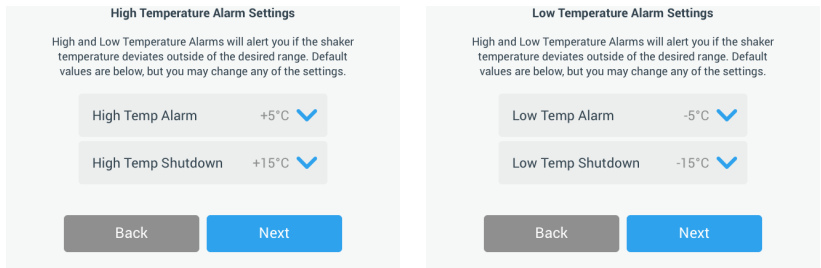 High Temperature Alarm Settings
High and Low Temperature Alarms will alert you if the shaker
temperature deviates outside of the desired range. Default
values are below, but you may change any of the settings.
High Temp Alarm +5°C
High Temp Shutdown +15°C
Back Next
Low Temperature Alarm Settings
High and Low Temperature Alarms will alert you if the shaker
temperature deviates outside of the desired range. Default
values are below, but you may change any of the settings.
Low Temp Alarm -5°C
Low Temp Shutdown -15°C
Back Next